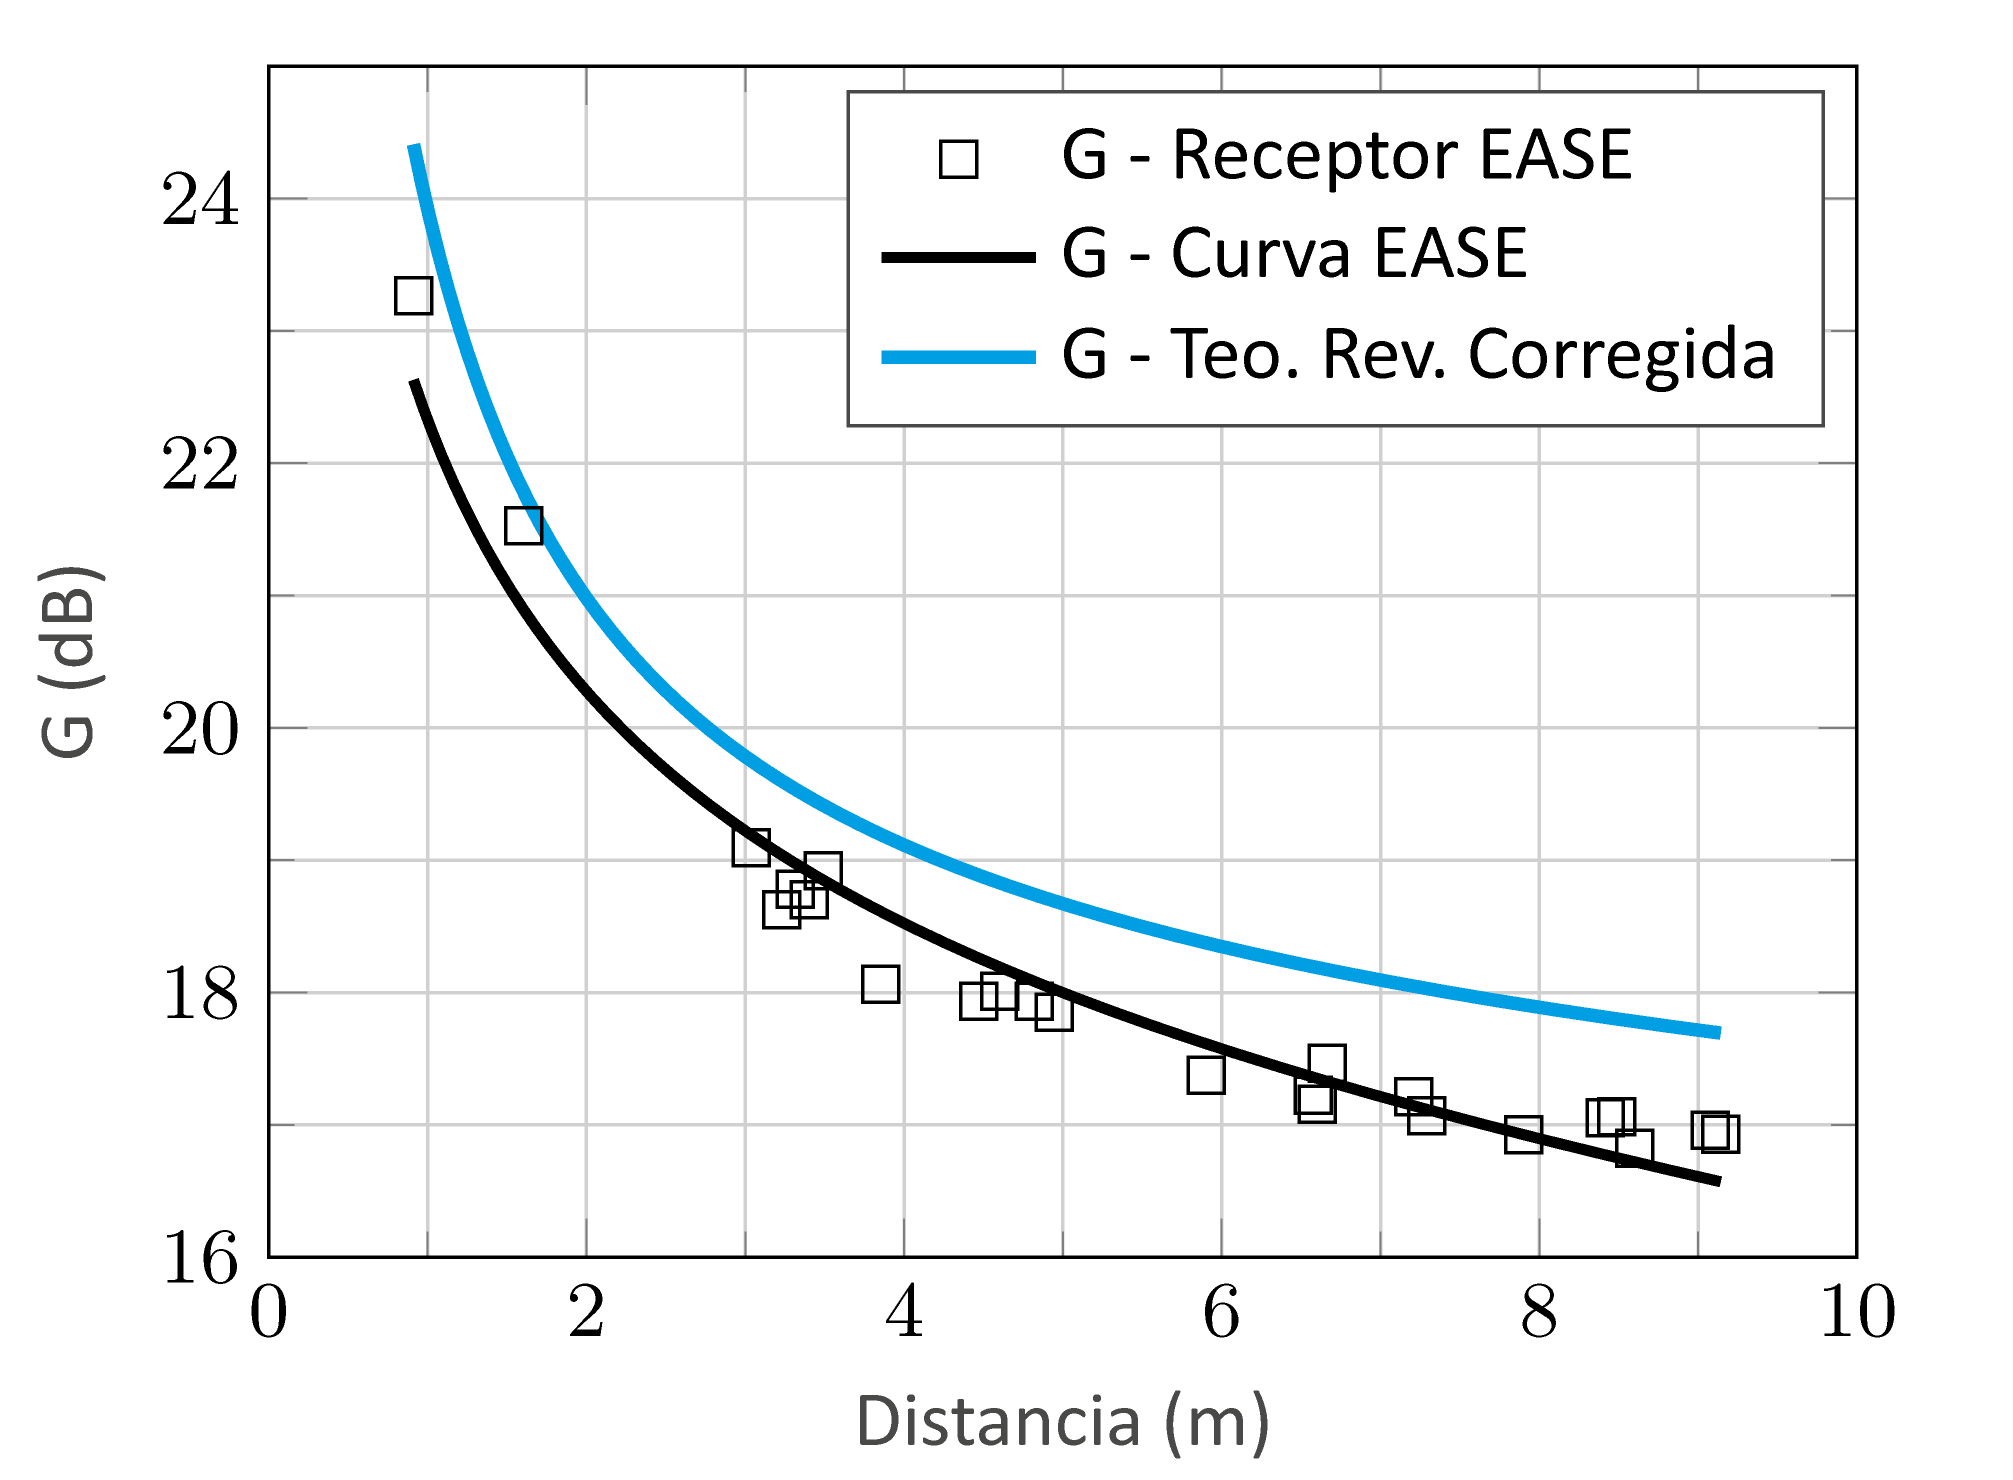 G - Receptor EASE
G - Curva EASE
G - Teo. Rev. Corregida
24
22
20
18
16
G (dB)
0 2 4 6 8 10
Distancia (m)